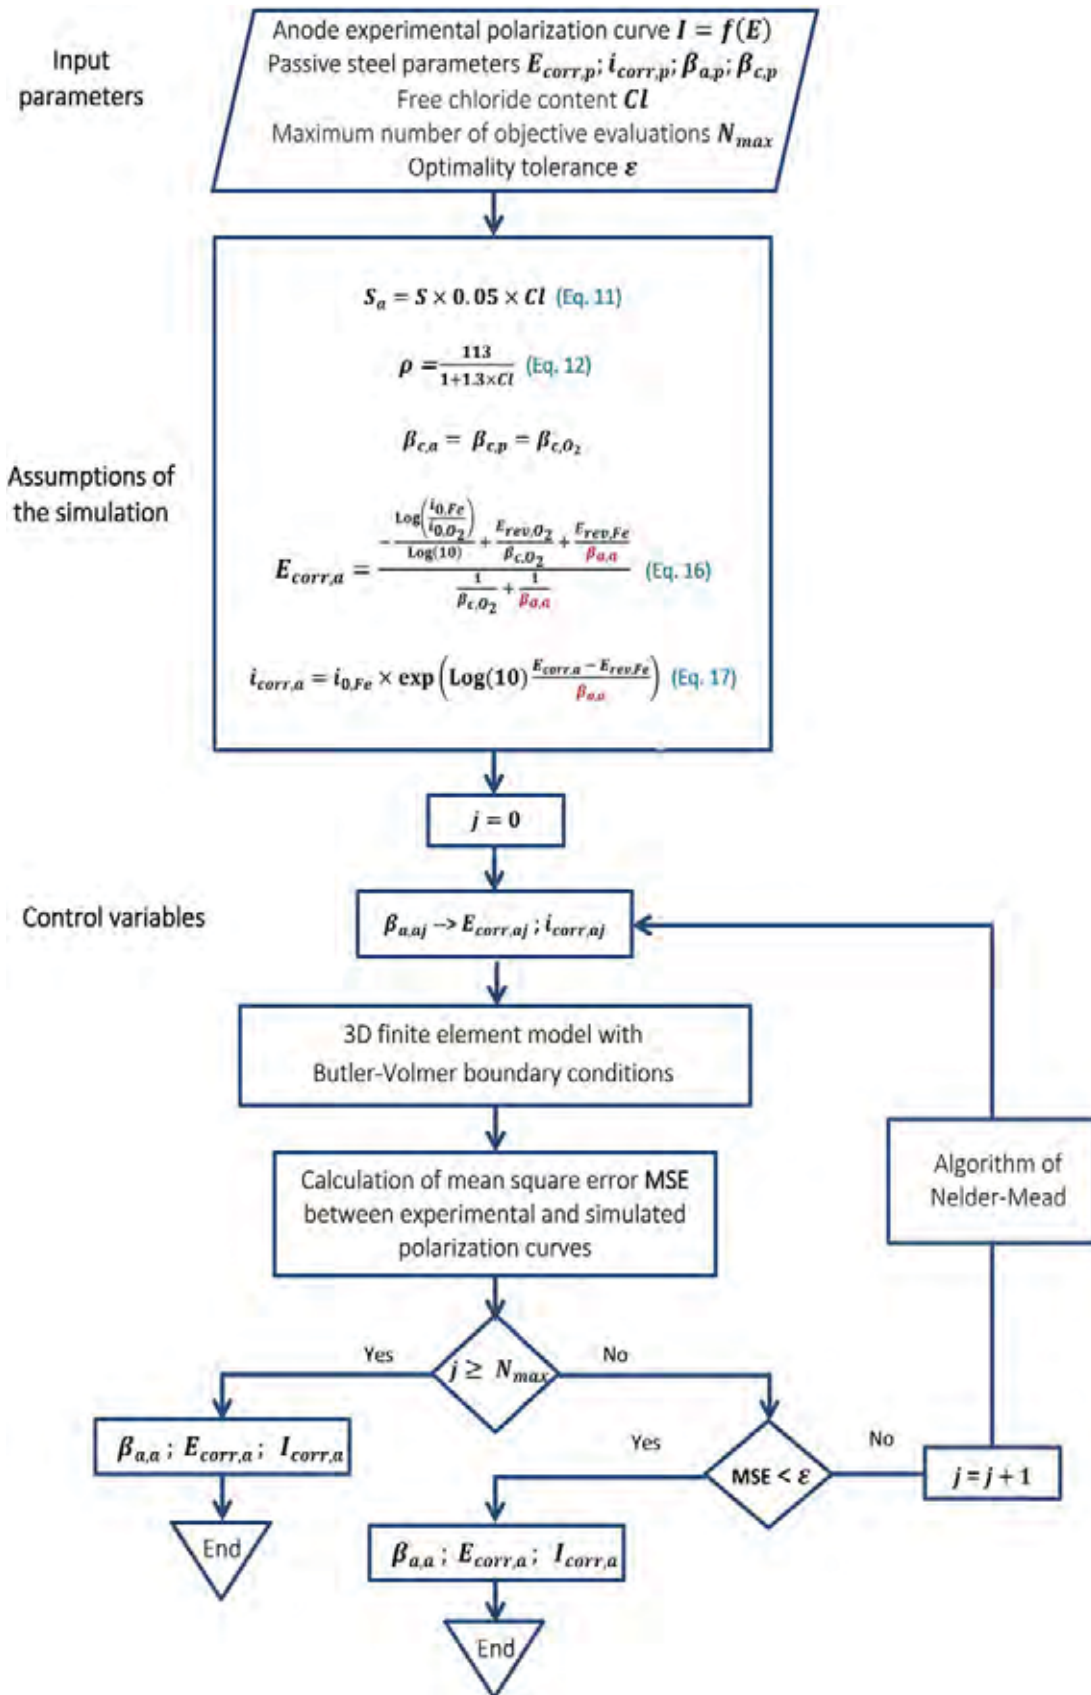 Input
parameters
Anode experimental polarization curve I = f(E)
Passive steel parameters E_corr,p; i_corr,p; β_a,p; β_c,p
Free chloride content Cl
Maximum number of objective evaluations N_max
Optimality tolerance ε
Assumptions of
the simulation
S_a = S × 0.05 × Cl (Eq. 11)
ρ = 113 / (1+1.3×Cl) (Eq. 12)
β_c,a = β_c,p = β_c,O₂
E_corr,a = (-Log(i_0,Fe / i_0,O₂) / Log(10) + E_rev,O₂ / β_c,O₂ + E_rev,Fe / β_a,a) / (1 / β_c,O₂ + 1 / β_a,a) (Eq. 16)
i_corr,a = i_0,Fe × exp (Log(10) (E_corr,a − E_rev,Fe) / β_a,a) (Eq. 17)
j = 0
Control variables
β_a,aj --> E_corr,aj ; i_corr,aj
3D finite element model with
Butler-Volmer boundary conditions
Calculation of mean square error MSE
between experimental and simulated
polarization curves
Algorithm of
Nelder-Mead
Yes
j ≥ N_max
No
β_a,a ; E_corr,a ; I_corr,a
End
Yes
MSE < ε
No
j = j + 1
β_a,a ; E_corr,a ; I_corr,a
End